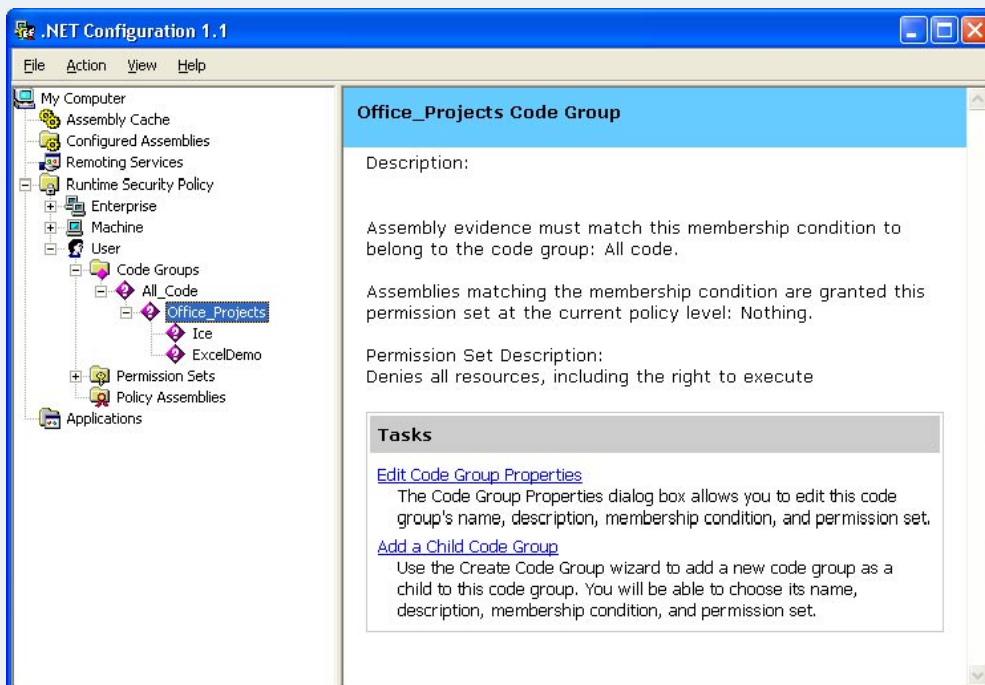 .NET Configuration 1.1
File Action View Help
My Computer
Assembly Cache
Configured Assemblies
Remoting Services
Runtime Security Policy
Enterprise
Machine
User
Code Groups
All_Code
Office_Projects
Ice
ExcelDemo
Permission Sets
Policy Assemblies
Applications
Office_Projects Code Group
Description:
Assembly evidence must match this membership condition to
belong to the code group: All code.
Assemblies matching the membership condition are granted this
permission set at the current policy level: Nothing.
Permission Set Description:
Denies all resources, including the right to execute
Tasks
Edit Code Group Properties
The Code Group Properties dialog box allows you to edit this code
group's name, description, membership condition, and permission set.
Add a Child Code Group
Use the Create Code Group wizard to add a new code group as a
child to this code group. You will be able to choose its name,
description, membership condition, and permission set.